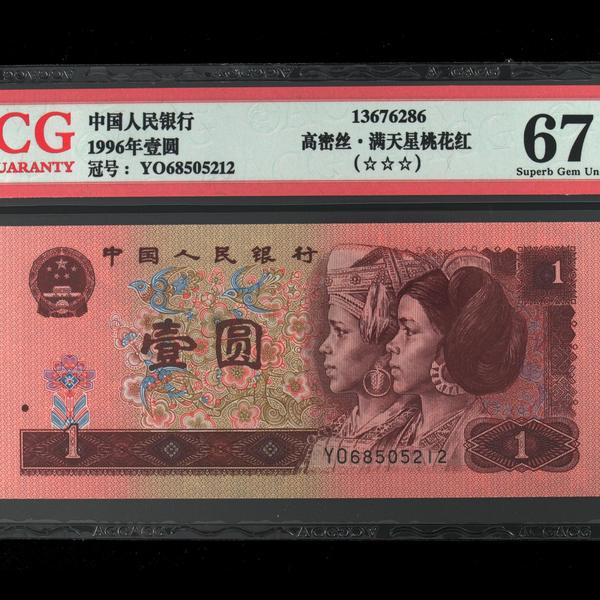 CG
GUARANTY
中国人民银行
1996年壹圆
冠号: YO68505212
13676286
高密丝·满天星桃花红
(☆☆☆)
67
Superb Gem Un
中国人民银行
1
壹圆
1
YO68505212
1
ACGACG